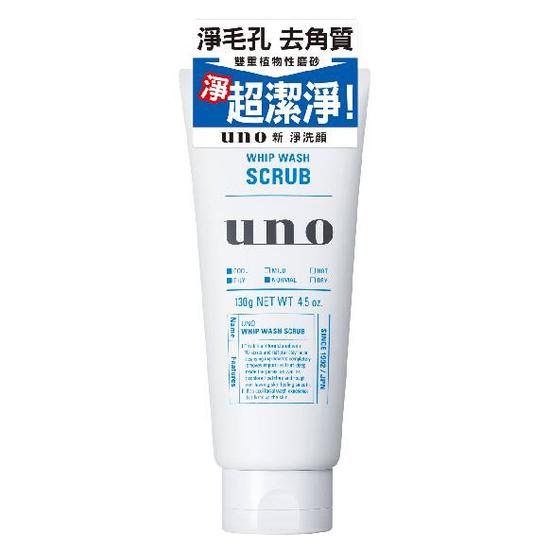 淨毛孔 去角質
雙重植物性磨砂
淨 超潔淨!
uno 新 淨洗顏
WHIP WASH
SCRUB
uno
COOL MILD HOT
OILY NORMAL DRY
130g NET WT 4.5 oz.
Name
Features
UNO
WHIP WASH SCRUB
SINCE 1992 / JPN